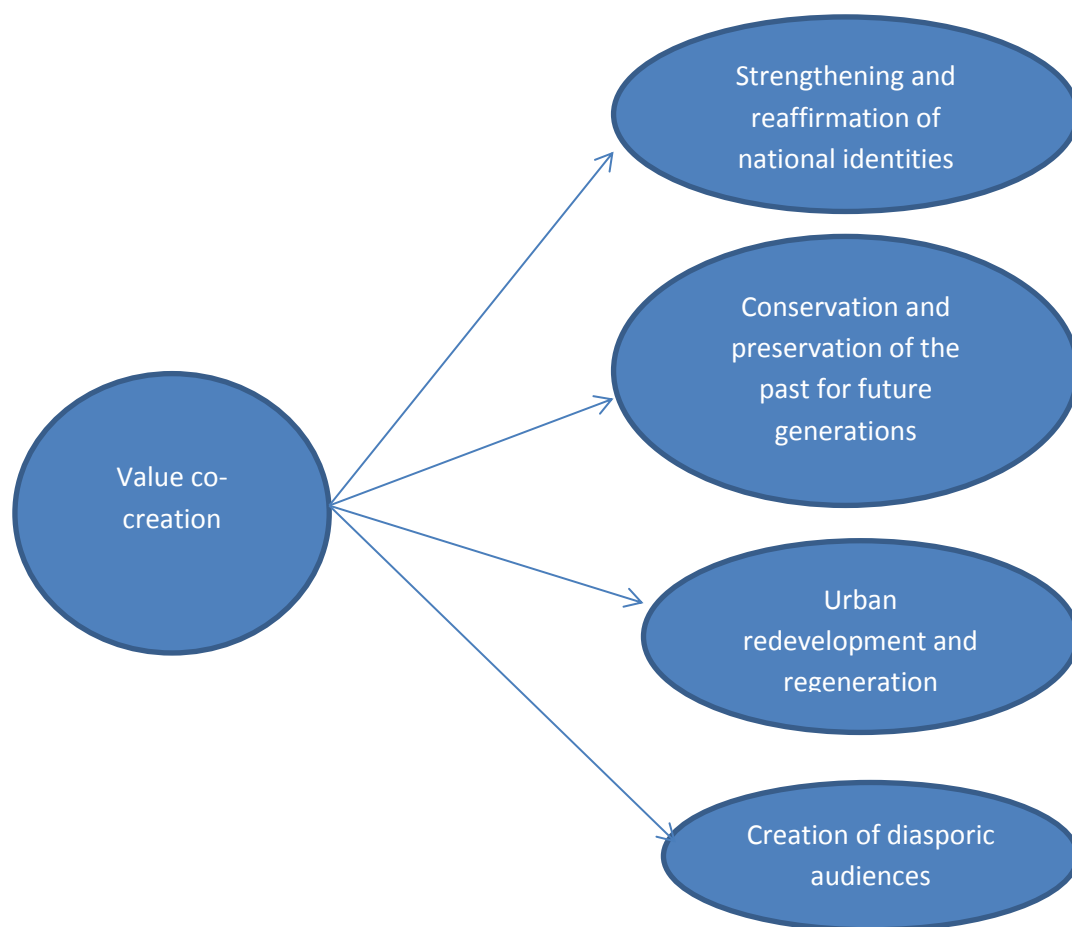 Strengthening and
reaffirmation of
national identities
Conservation and
preservation of the
past for future
generations
Value co-
creation
Urban
redevelopment and
regeneration
Creation of diasporic
audiences